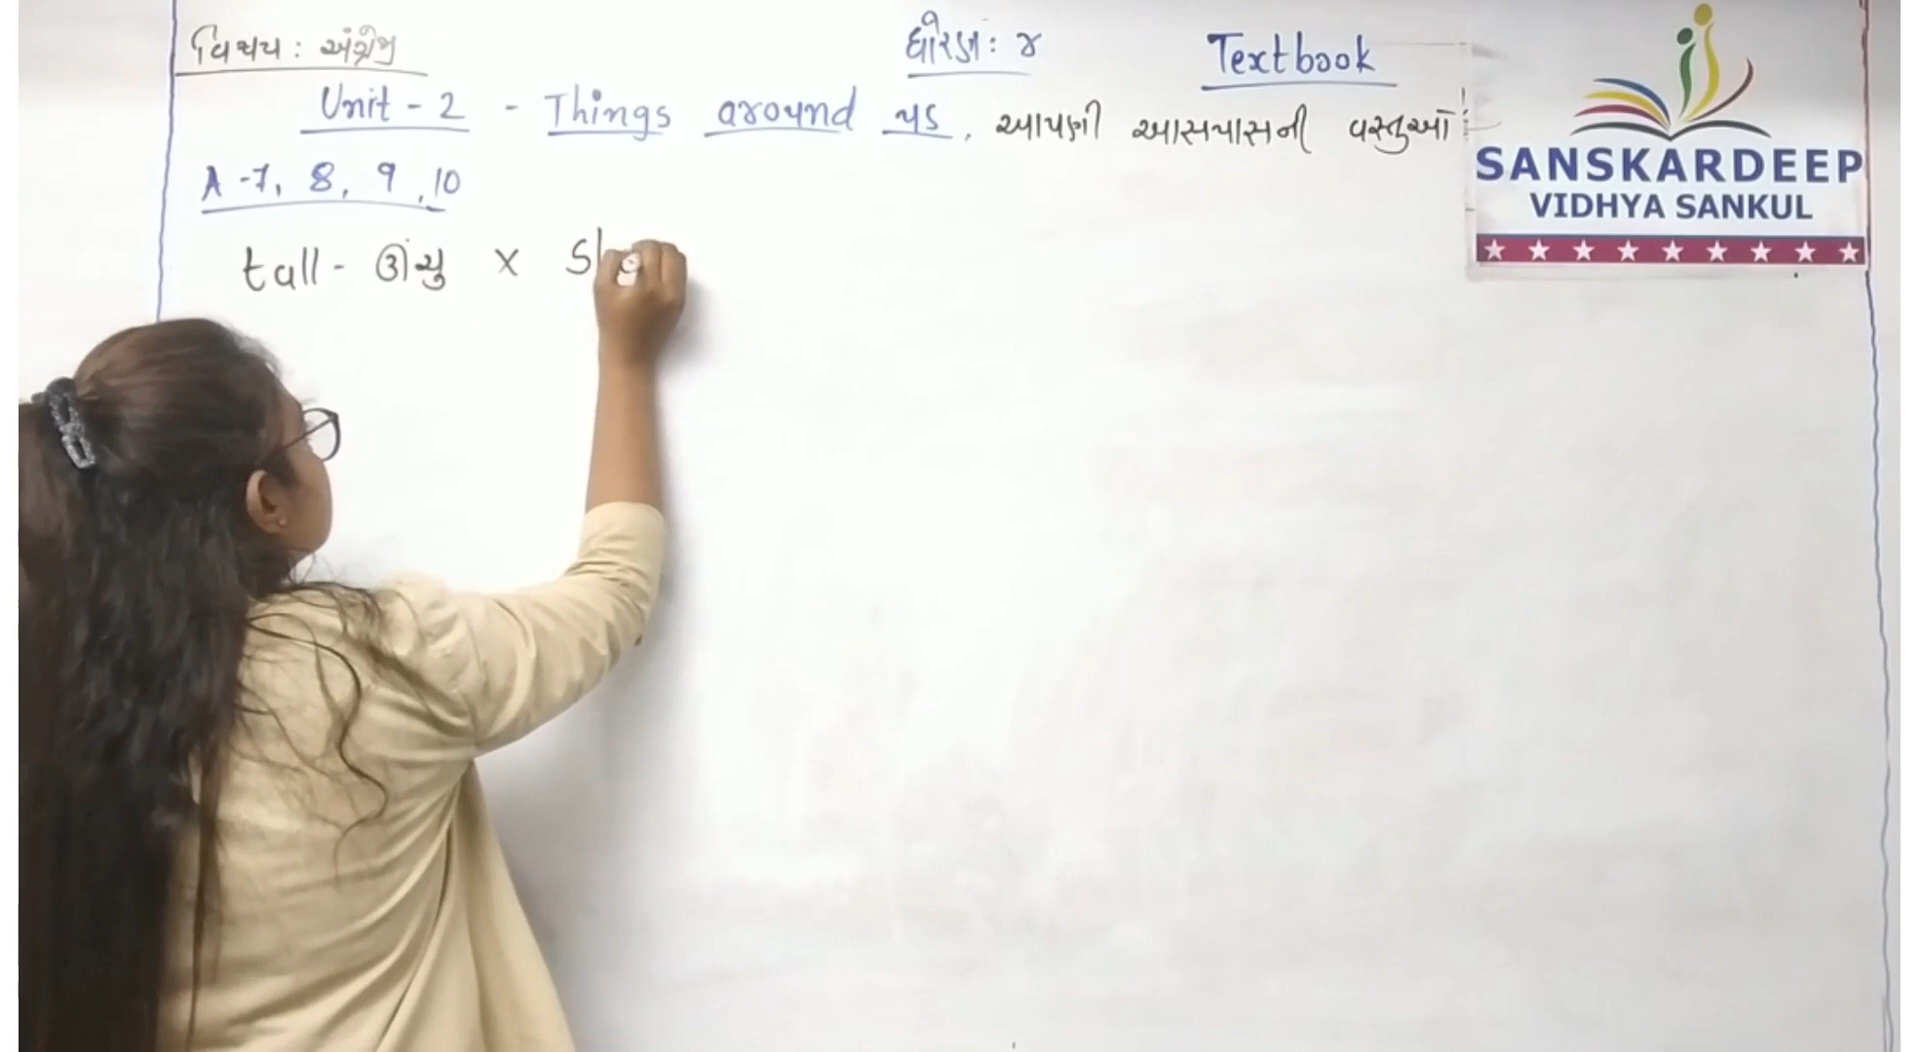 વિષય : અંગ્રેજી ધોરણ : ૪ Textbook
Unit - 2 - Things around us. આપણી આસપાસની વસ્તુઓ
A - 7, 8, 9, 10
tall - ઊંચુ x Sho
SANSKARDEEP
VIDHYA SANKUL